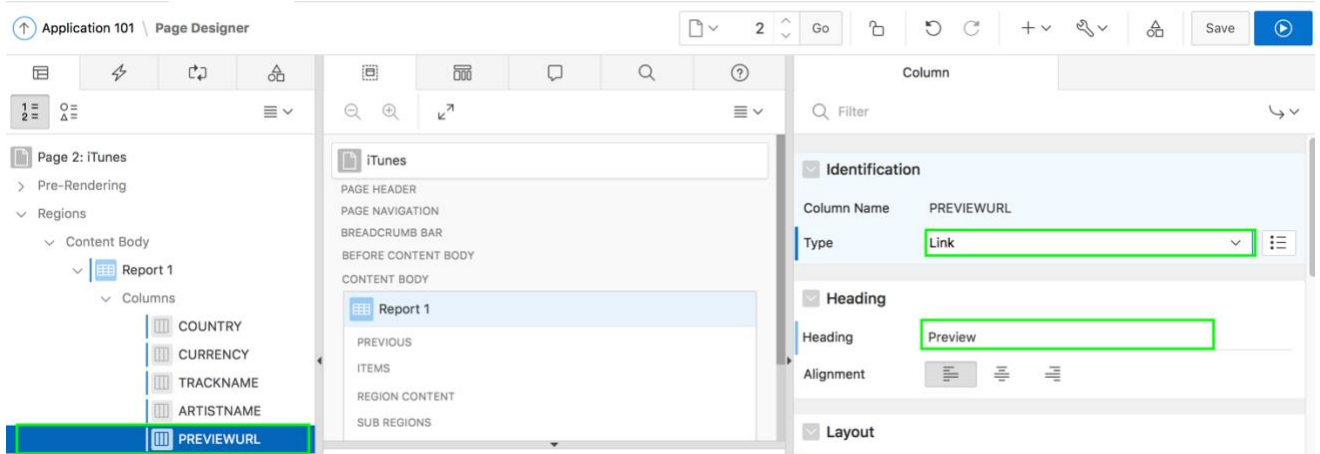 Application 101 \ Page Designer
2
Go
Save
Page 2: iTunes
Pre-Rendering
Regions
Content Body
Report 1
Columns
COUNTRY
CURRENCY
TRACKNAME
ARTISTNAME
PREVIEWURL
iTunes
PAGE HEADER
PAGE NAVIGATION
BREADCRUMB BAR
BEFORE CONTENT BODY
CONTENT BODY
Report 1
PREVIOUS
ITEMS
REGION CONTENT
SUB REGIONS
Column
Filter
Identification
Column Name PREVIEWURL
Type Link
Heading
Heading Preview
Alignment
Layout